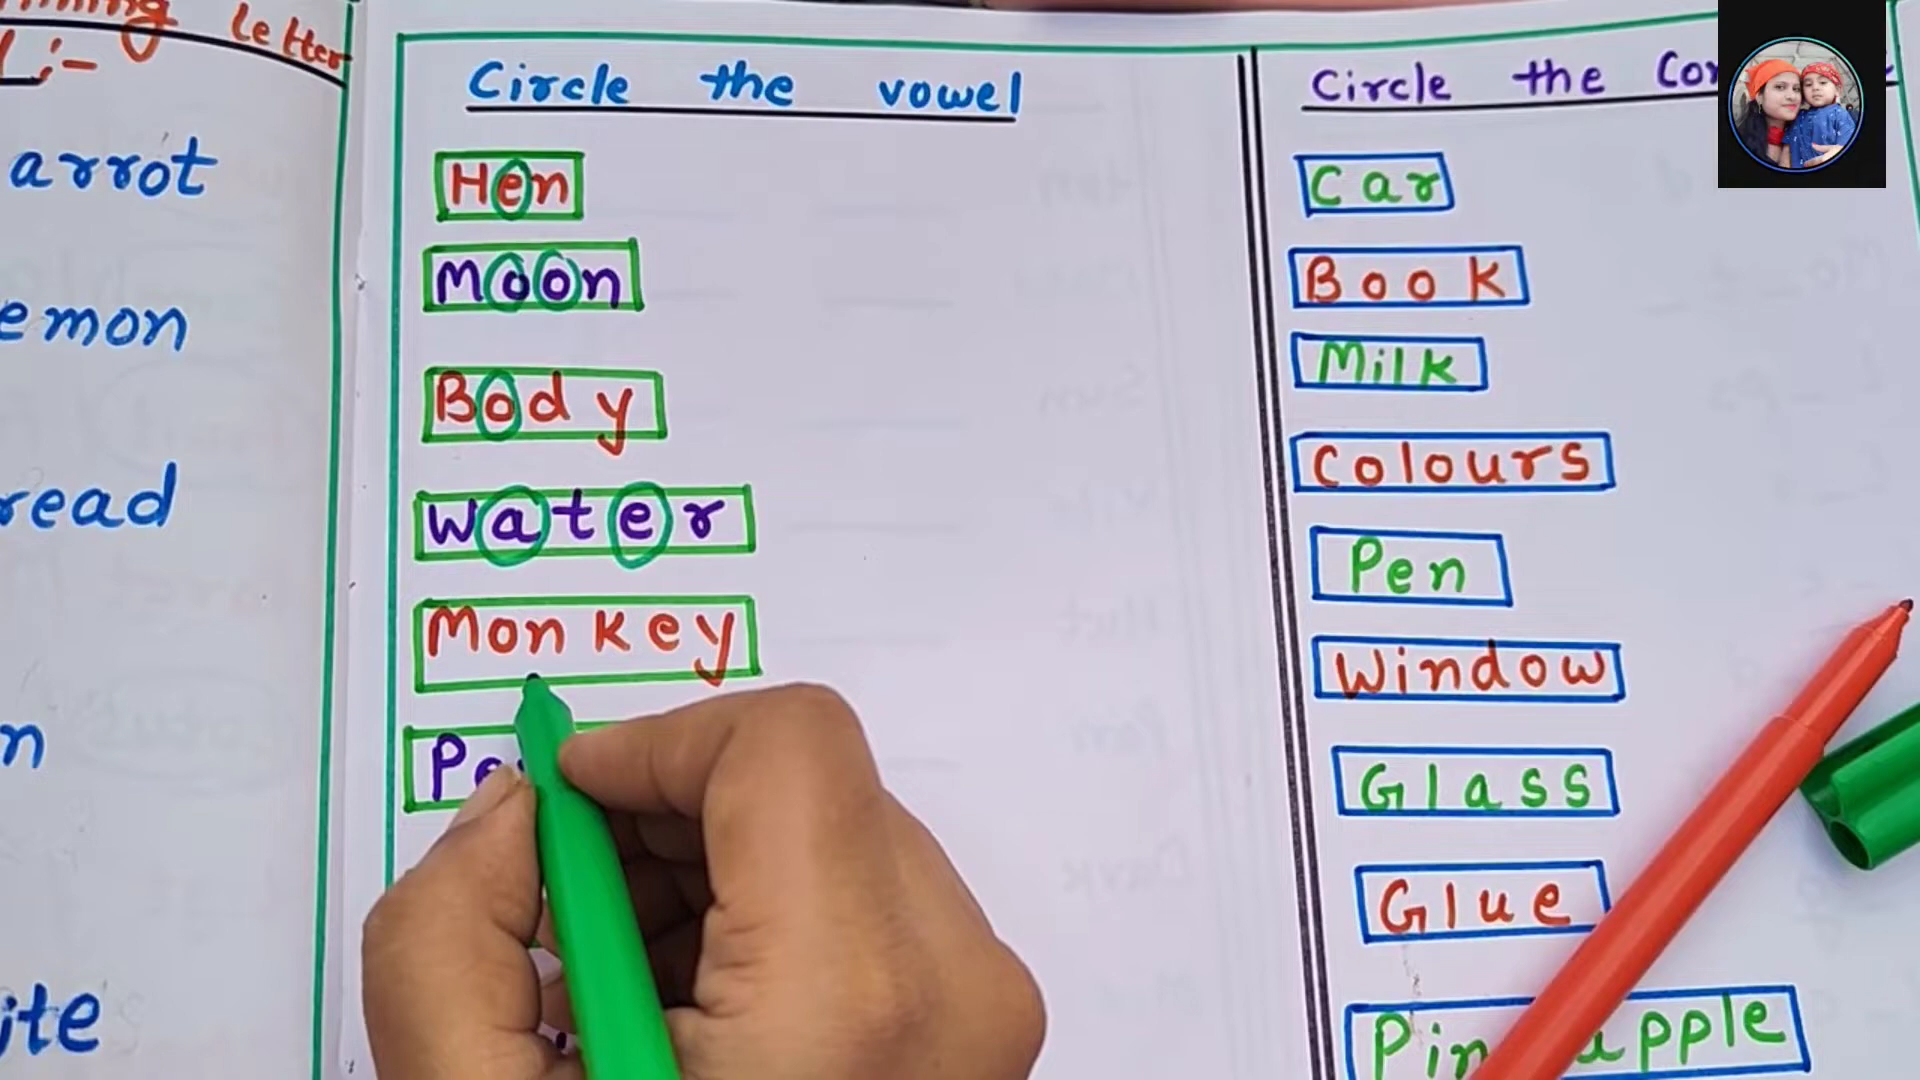 letter
arrot
emon
read
n
ite
Circle the vowel
Hen
Moon
Body
Water
Monkey
Circle the
Car
Book
Milk
Colours
Pen
Window
Glass
Glue